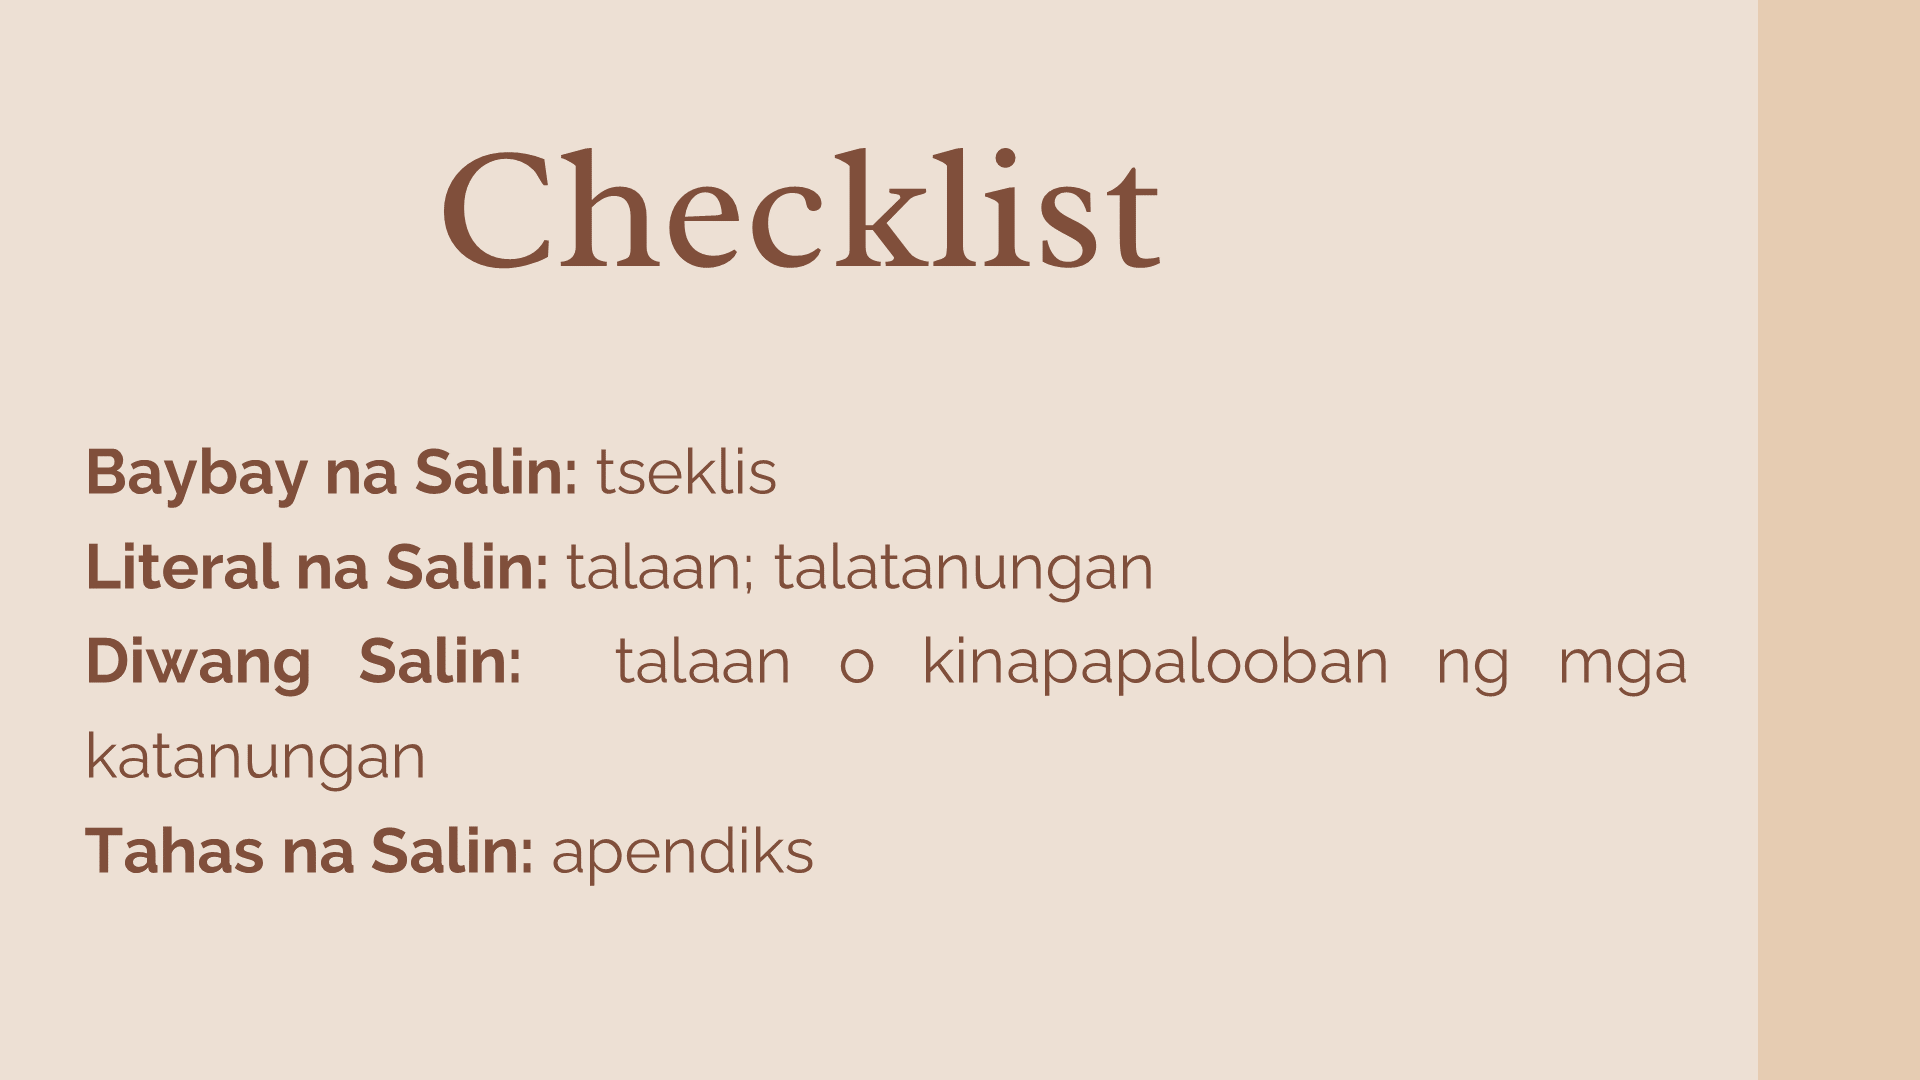 Checklist
Baybay na Salin: tseklis
Literal na Salin: talaan; talatanungan
Diwang Salin: talaan o kinapapalooban ng mga
katanungan
Tahas na Salin: apendiks